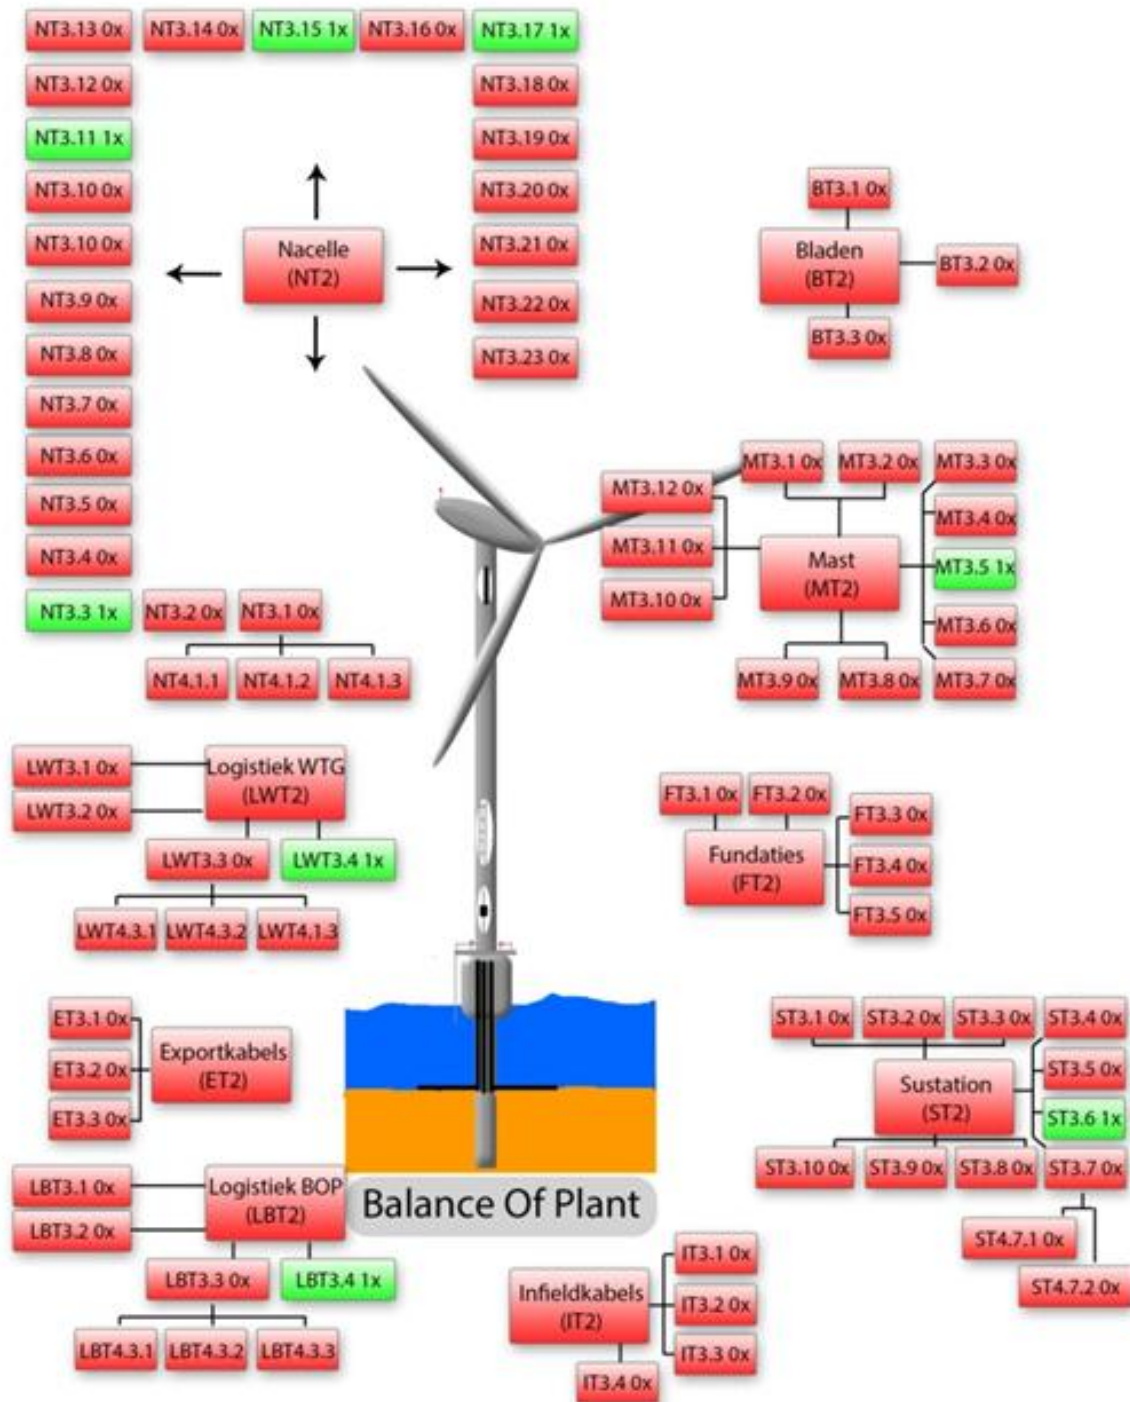 NT3.13 0x
NT3.14 0x
NT3.15 1x
NT3.16 0x
NT3.17 1x
NT3.12 0x
NT3.11 1x
NT3.10 0x
NT3.10 0x
NT3.9 0x
NT3.8 0x
NT3.7 0x
NT3.6 0x
NT3.5 0x
NT3.4 0x
NT3.3 1x
NT3.2 0x
NT3.1 0x
NT4.1.1
NT4.1.2
NT4.1.3
NT3.18 0x
NT3.19 0x
NT3.20 0x
NT3.21 0x
NT3.22 0x
NT3.23 0x
Nacelle
(NT2)
BT3.1 0x
Bladen
(BT2)
BT3.2 0x
BT3.3 0x
MT3.1 0x
MT3.2 0x
MT3.3 0x
MT3.12 0x
MT3.4 0x
MT3.11 0x
Mast
(MT2)
MT3.5 1x
MT3.10 0x
MT3.6 0x
MT3.9 0x
MT3.8 0x
MT3.7 0x
LWT3.1 0x
Logistiek WTG
(LWT2)
LWT3.2 0x
LWT3.3 0x
LWT3.4 1x
LWT4.3.1
LWT4.3.2
LWT4.1.3
FT3.1 0x
FT3.2 0x
FT3.3 0x
Fundaties
(FT2)
FT3.4 0x
FT3.5 0x
ET3.1 0x
Exportkabels
(ET2)
ET3.2 0x
ET3.3 0x
ST3.1 0x
ST3.2 0x
ST3.3 0x
ST3.4 0x
Sustation
(ST2)
ST3.5 0x
ST3.6 1x
ST3.10 0x
ST3.9 0x
ST3.8 0x
ST3.7 0x
ST4.7.1 0x
ST4.7.2 0x
LBT3.1 0x
Logistiek BOP
(LBT2)
LBT3.2 0x
LBT3.3 0x
LBT3.4 1x
LBT4.3.1
LBT4.3.2
LBT4.3.3
Balance Of Plant
Infieldkabels
(IT2)
IT3.1 0x
IT3.2 0x
IT3.3 0x
IT3.4 0x